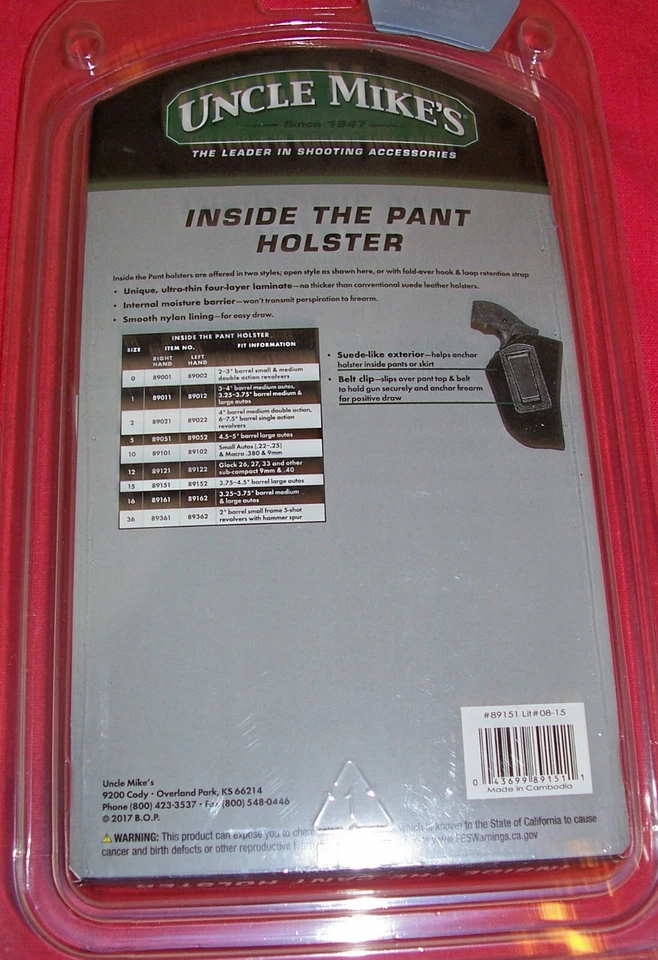 UNCLE MIKE'S®
Since 1947
THE LEADER IN SHOOTING ACCESSORIES
INSIDE THE PANT
HOLSTER
Inside the Pant holsters are offered in two styles; open style as shown here, or with fold-over hook & loop retention strap
• Unique, ultra-thin four-layer laminate—no thicker than conventional suede leather holsters.
• Internal moisture barrier—won't transmit perspiration to firearm.
• Smooth nylon lining—for easy draw.
INSIDE THE PANT HOLSTER
SIZE ITEM NO. FIT INFORMATION
RIGHT HAND LEFT HAND
0 89001 89002 2–3" barrel small & medium double action revolvers
1 89011 89012 3–4" barrel medium autos, 3.25–3.75" barrel medium & large autos
2 89021 89022 4" barrel medium double action, 6–7.5" barrel single action revolvers
5 89051 89052 4.5–5" barrel large autos
10 89101 89102 Small Autos (.22–.25) & Macro .380 & 9mm
12 89121 89122 Glock 26, 27, 33 and other sub-compact 9mm & .40
15 89151 89152 3.75–4.5" barrel large autos
16 89161 89162 3.25–3.75" barrel medium & large autos
36 89361 89362 2" barrel small frame 5-shot revolvers with hammer spur
• Suede-like exterior—helps anchor
holster inside pants or skirt
• Belt clip—slips over pant top & belt
to hold gun securely and anchor firearm
for positive draw
#89151 Lit#08-15
0 43699 89151 1
Made in Cambodia
Uncle Mike's
9200 Cody • Overland Park, KS 66214
Phone (800) 423-3537 • Fax (800) 548-0446
© 2017 B.O.P.
1
WARNING: This product can expose you to which is known to the State of California to cause
cancer and birth defects or other reproductive www.P65Warnings.ca.gov
INSIDE THE PANT HOLSTER